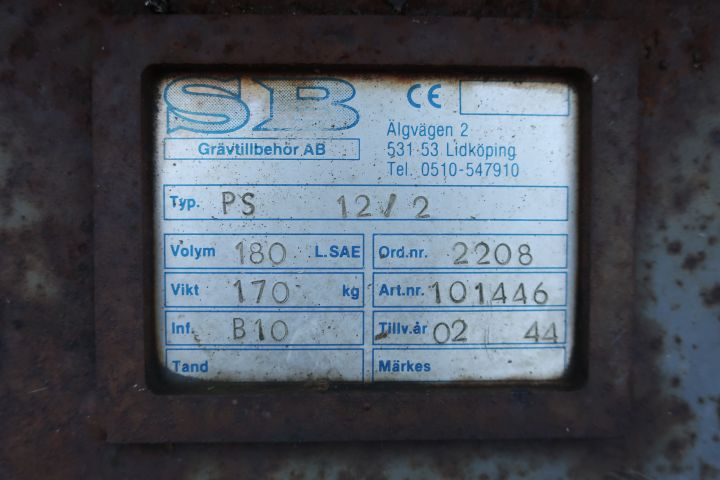 SB
CE
Grävtillbehör AB
Älgvägen 2
531 53 Lidköping
Tel. 0510-547910
Typ. PS 12/2
Volym 180 L.SAE
Ord.nr. 2208
Vikt 170 kg
Art.nr. 101446
Inf. B10
Tillv.år 02 44
Tand
Märkes